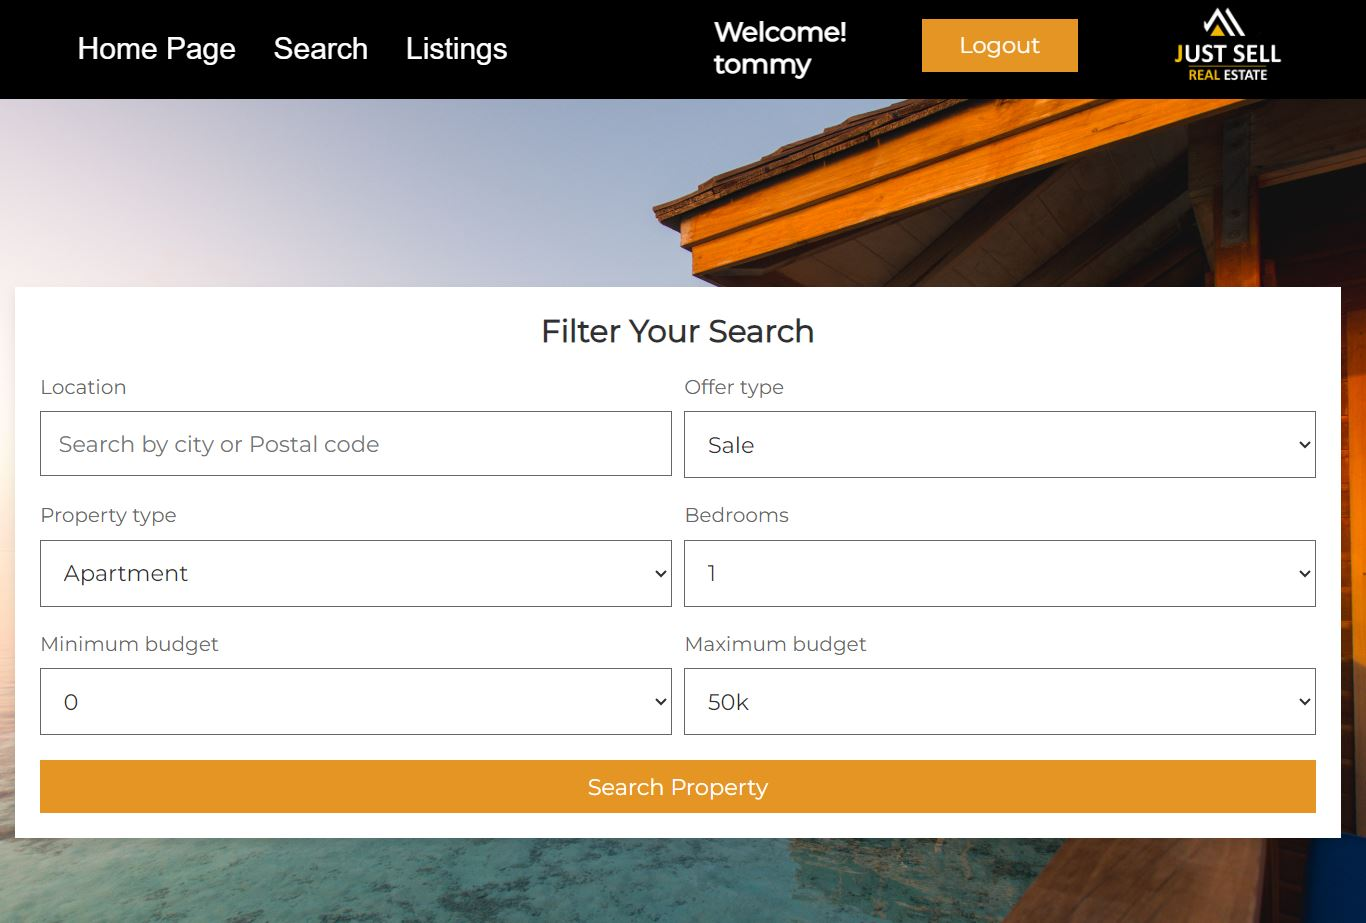 Home Page
Search
Listings
Welcome!
tommy
Logout
JUST SELL
REAL ESTATE
Filter Your Search
Location
Offer type
Search by city or Postal code
Sale
Property type
Bedrooms
Apartment
1
Minimum budget
Maximum budget
0
50k
Search Property